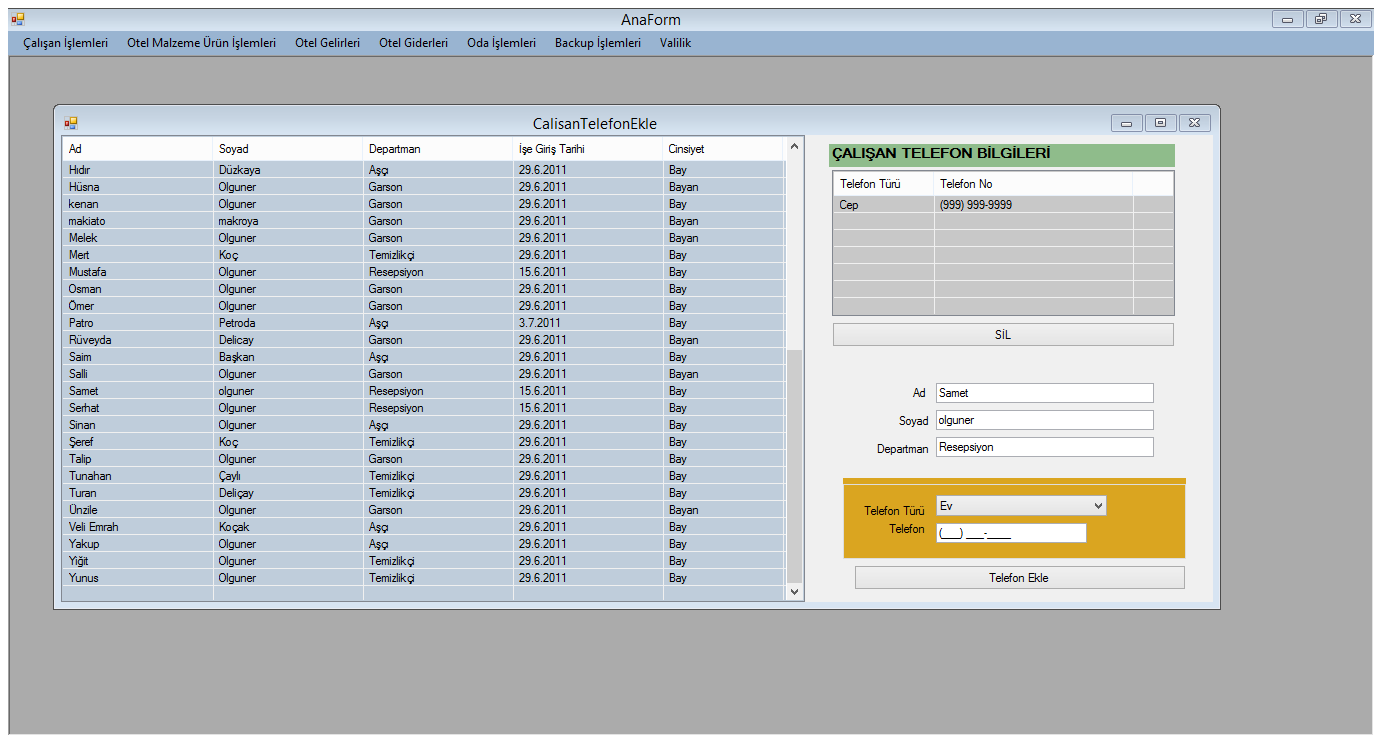 AnaForm
Çalışan İşlemleri Otel Malzeme Ürün İşlemleri Otel Gelirleri Otel Giderleri Oda İşlemleri Backup İşlemleri Valilik
CalisanTelefonEkle
Ad Soyad Departman İşe Giriş Tarihi Cinsiyet
Hıdır Düzkaya Aşçı 29.6.2011 Bay
Hüsna Olguner Garson 29.6.2011 Bayan
kenan Olguner Garson 29.6.2011 Bay
makiato makroya Garson 29.6.2011 Bayan
Melek Olguner Garson 29.6.2011 Bayan
Mert Koç Temizlikçi 29.6.2011 Bay
Mustafa Olguner Resepsiyon 15.6.2011 Bay
Osman Olguner Garson 29.6.2011 Bay
Ömer Olguner Garson 29.6.2011 Bay
Patro Petroda Aşçı 3.7.2011 Bay
Rüveyda Delicay Garson 29.6.2011 Bayan
Saim Başkan Aşçı 29.6.2011 Bay
Salli Olguner Garson 29.6.2011 Bayan
Samet olguner Resepsiyon 15.6.2011 Bay
Serhat Olguner Resepsiyon 15.6.2011 Bay
Sinan Olguner Aşçı 29.6.2011 Bay
Şeref Koç Temizlikçi 29.6.2011 Bay
Talip Olguner Garson 29.6.2011 Bay
Tunahan Çaylı Temizlikçi 29.6.2011 Bay
Turan Deliçay Temizlikçi 29.6.2011 Bay
Ünzile Olguner Garson 29.6.2011 Bayan
Veli Emrah Koçak Aşçı 29.6.2011 Bay
Yakup Olguner Aşçı 29.6.2011 Bay
Yiğit Olguner Temizlikçi 29.6.2011 Bay
Yunus Olguner Temizlikçi 29.6.2011 Bay
ÇALIŞAN TELEFON BİLGİLERİ
Telefon Türü Telefon No
Cep (999) 999-9999
SİL
Ad Samet
Soyad olguner
Departman Resepsiyon
Telefon Türü Ev
Telefon (___) ___-____
Telefon Ekle